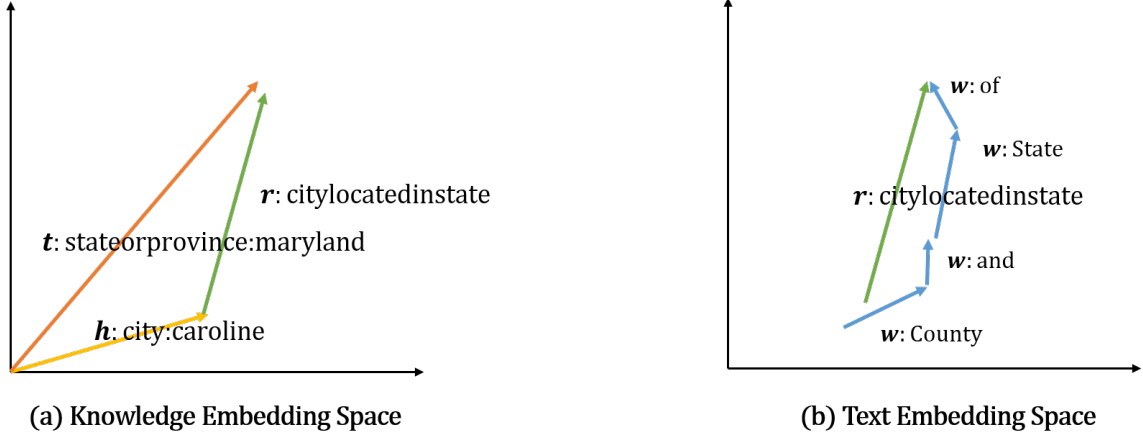 r: citylocatedinstate
t: stateorprovince:maryland
h: city:caroline
(a) Knowledge Embedding Space
w: of
w: State
r: citylocatedinstate
w: and
w: County
(b) Text Embedding Space